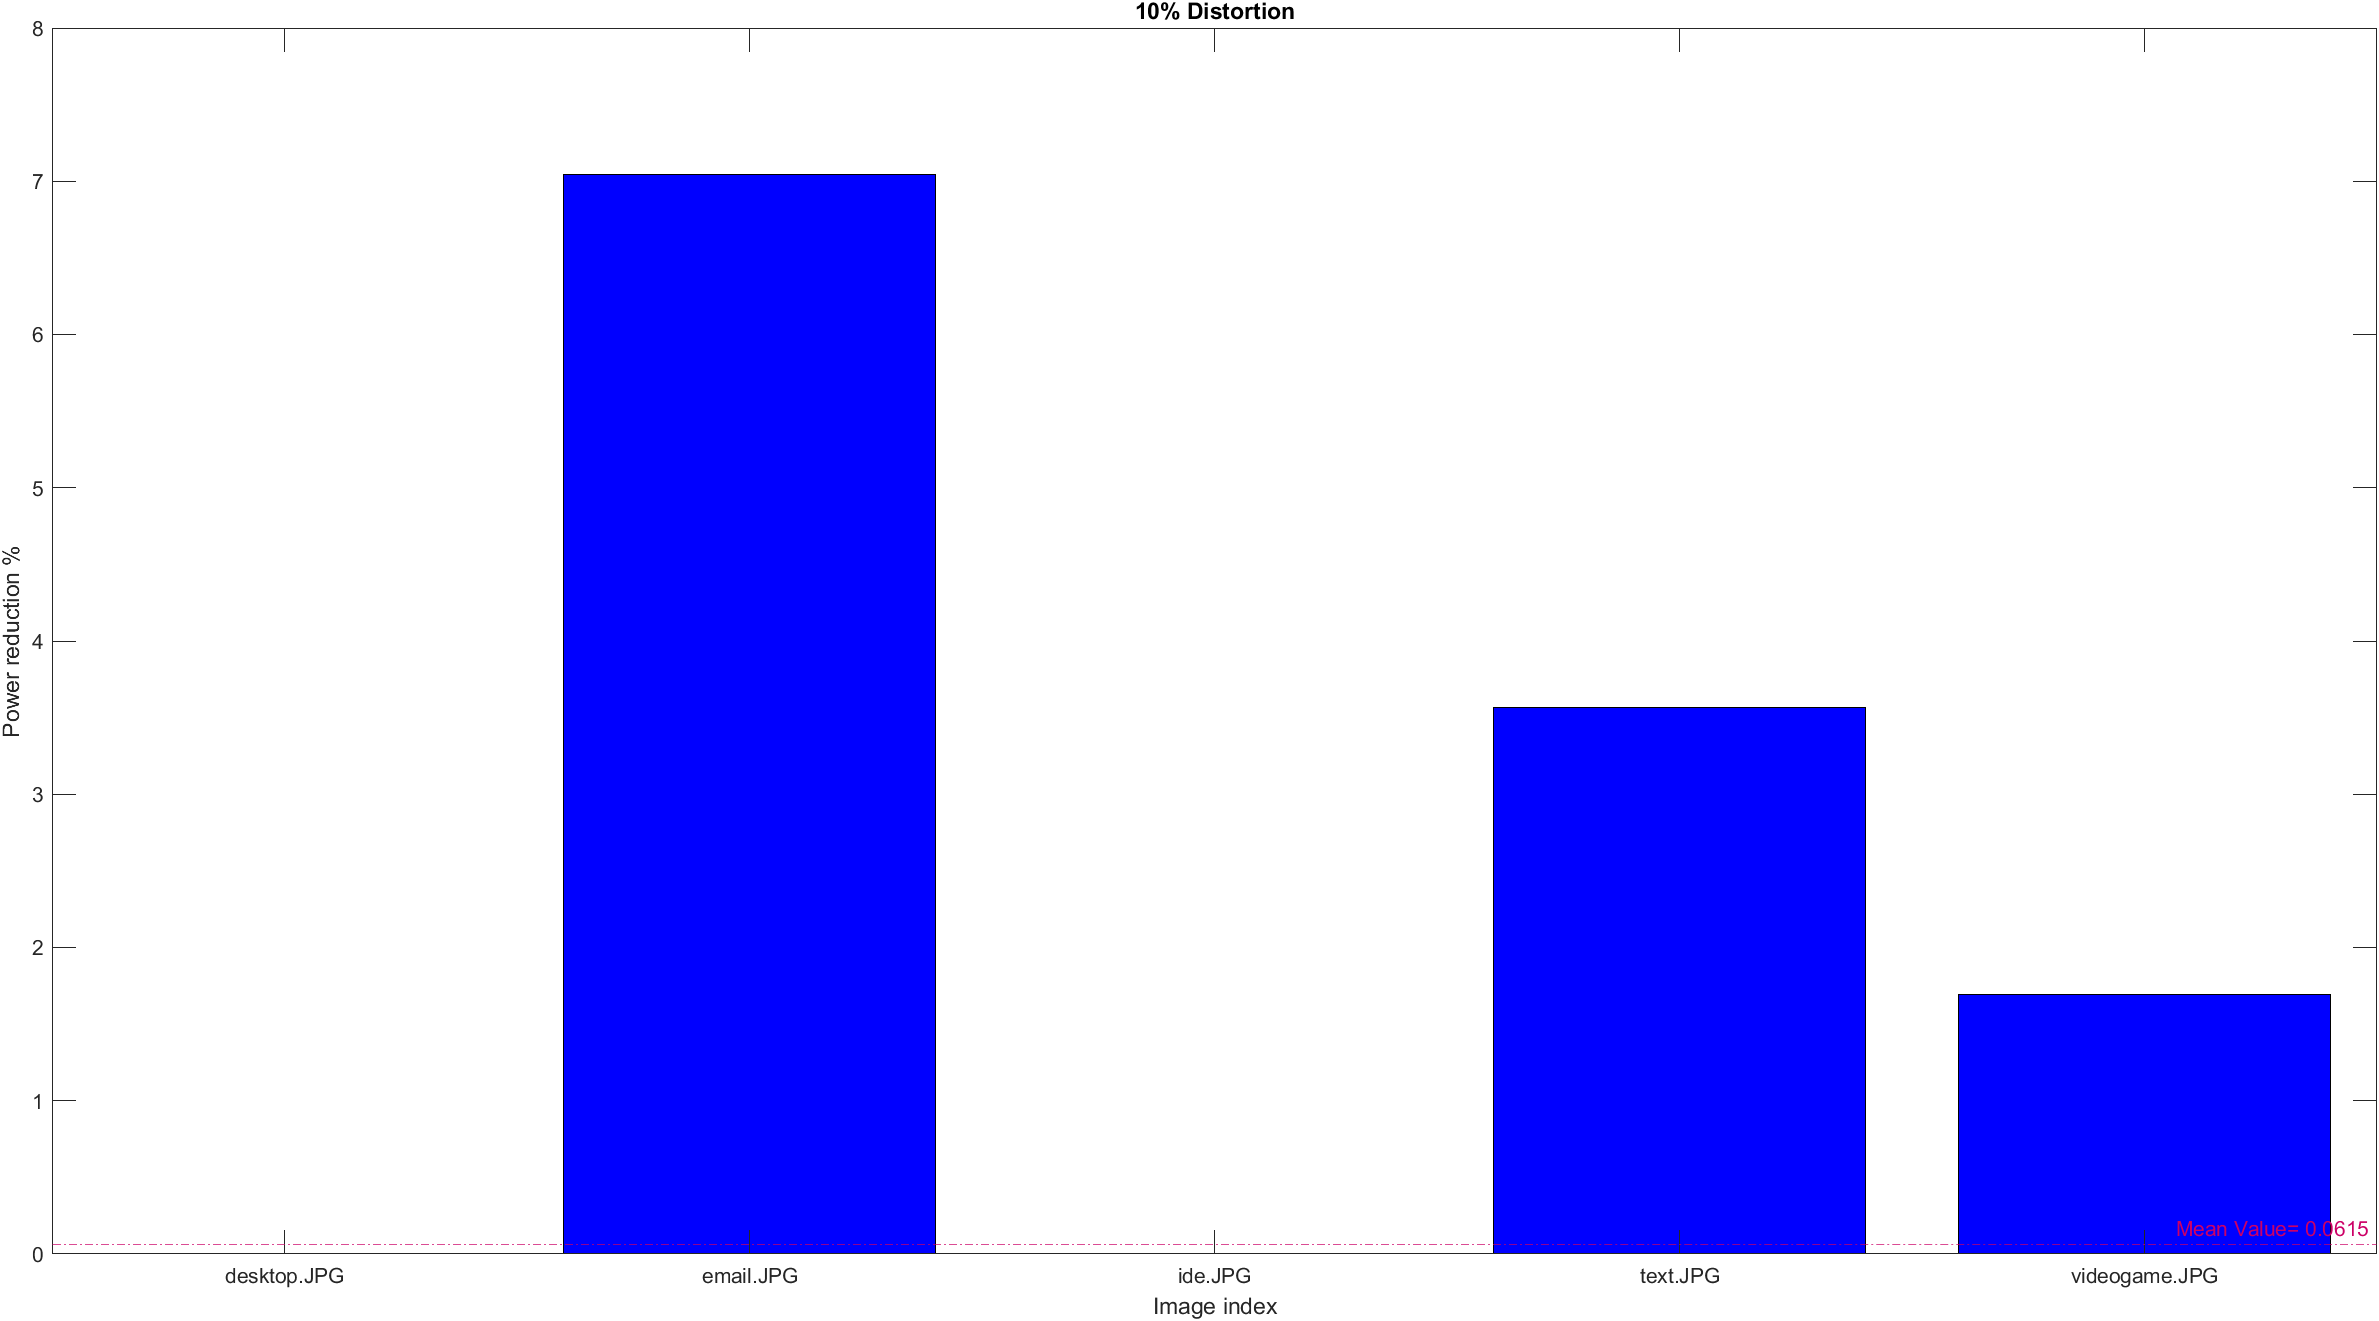 10% Distortion
8
7
6
5
4
3
2
1
0
Power reduction %
Mean Value= 0.0615
desktop.JPG email.JPG ide.JPG text.JPG videogame.JPG
Image index